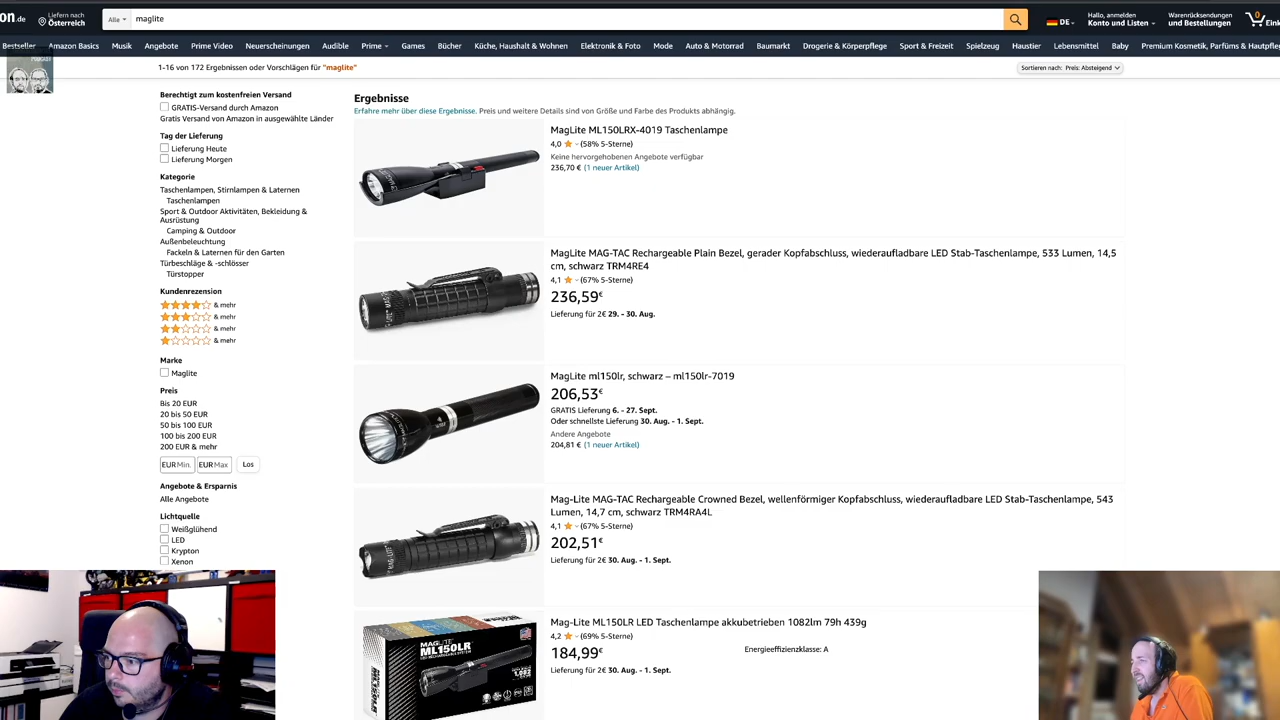 on.de
Liefern nach
Österreich
Alle
maglite
DE
Hallo, anmelden
Konto und Listen
Warenrücksendungen
und Bestellungen
0
Bestseller Amazon Basics Musik Angebote Prime Video Neuerscheinungen Audible Prime Games Bücher Küche, Haushalt & Wohnen Elektronik & Foto Mode Auto & Motorrad Baumarkt Drogerie & Körperpflege Sport & Freizeit Spielzeug Haustier Lebensmittel Baby Premium Kosmetik, Parfüms &
1-16 von 172 Ergebnissen oder Vorschlägen für "maglite"
Sortieren nach: Preis: Absteigend
Berechtigt zum kostenfreien Versand
GRATIS-Versand durch Amazon
Gratis Versand von Amazon in ausgewählte Länder
Tag der Lieferung
Lieferung Heute
Lieferung Morgen
Kategorie
Taschenlampen, Stirnlampen & Laternen
Taschenlampen
Sport & Outdoor Aktivitäten, Bekleidung &
Ausrüstung
Camping & Outdoor
Außenbeleuchtung
Fackeln & Laternen für den Garten
Türbeschläge & -schlösser
Türstopper
Kundenrezension
& mehr
& mehr
& mehr
& mehr
Marke
Maglite
Preis
Bis 20 EUR
20 bis 50 EUR
50 bis 100 EUR
100 bis 200 EUR
200 EUR & mehr
EUR Min. EUR Max Los
Angebote & Ersparnis
Alle Angebote
Lichtquelle
Weißglühend
LED
Krypton
Xenon
Ergebnisse
Erfahre mehr über diese Ergebnisse. Preis und weitere Details sind von Größe und Farbe des Produkts abhängig.
MagLite ML150LRX-4019 Taschenlampe
4,0 (58% 5-Sterne)
Keine hervorgehobenen Angebote verfügbar
236,70 € (1 neuer Artikel)
MagLite MAG-TAC Rechargeable Plain Bezel, gerader Kopfabschluss, wiederaufladbare LED Stab-Taschenlampe, 533 Lumen, 14,5
cm, schwarz TRM4RE4
4,1 (67% 5-Sterne)
236,59€
Lieferung für 2€ 29. - 30. Aug.
MagLite ml150lr, schwarz – ml150lr-7019
206,53€
GRATIS Lieferung 6. - 27. Sept.
Oder schnellste Lieferung 30. Aug. - 1. Sept.
Andere Angebote
204,81 € (1 neuer Artikel)
Mag-Lite MAG-TAC Rechargeable Crowned Bezel, wellenförmiger Kopfabschluss, wiederaufladbare LED Stab-Taschenlampe, 543
Lumen, 14,7 cm, schwarz TRM4RA4L
4,1 (67% 5-Sterne)
202,51€
Lieferung für 2€ 30. Aug. - 1. Sept.
Mag-Lite ML150LR LED Taschenlampe akkubetrieben 1082lm 79h 439g
4,2 (69% 5-Sterne)
184,99€
Energieeffizienzklasse: A
Lieferung für 2€ 30. Aug. - 1. Sept.
MAGLITE
ML150LR